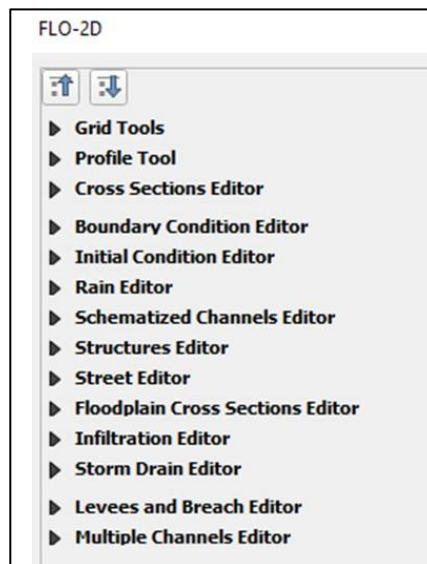 FLO-2D
Grid Tools
Profile Tool
Cross Sections Editor
Boundary Condition Editor
Initial Condition Editor
Rain Editor
Schematized Channels Editor
Structures Editor
Street Editor
Floodplain Cross Sections Editor
Infiltration Editor
Storm Drain Editor
Levees and Breach Editor
Multiple Channels Editor